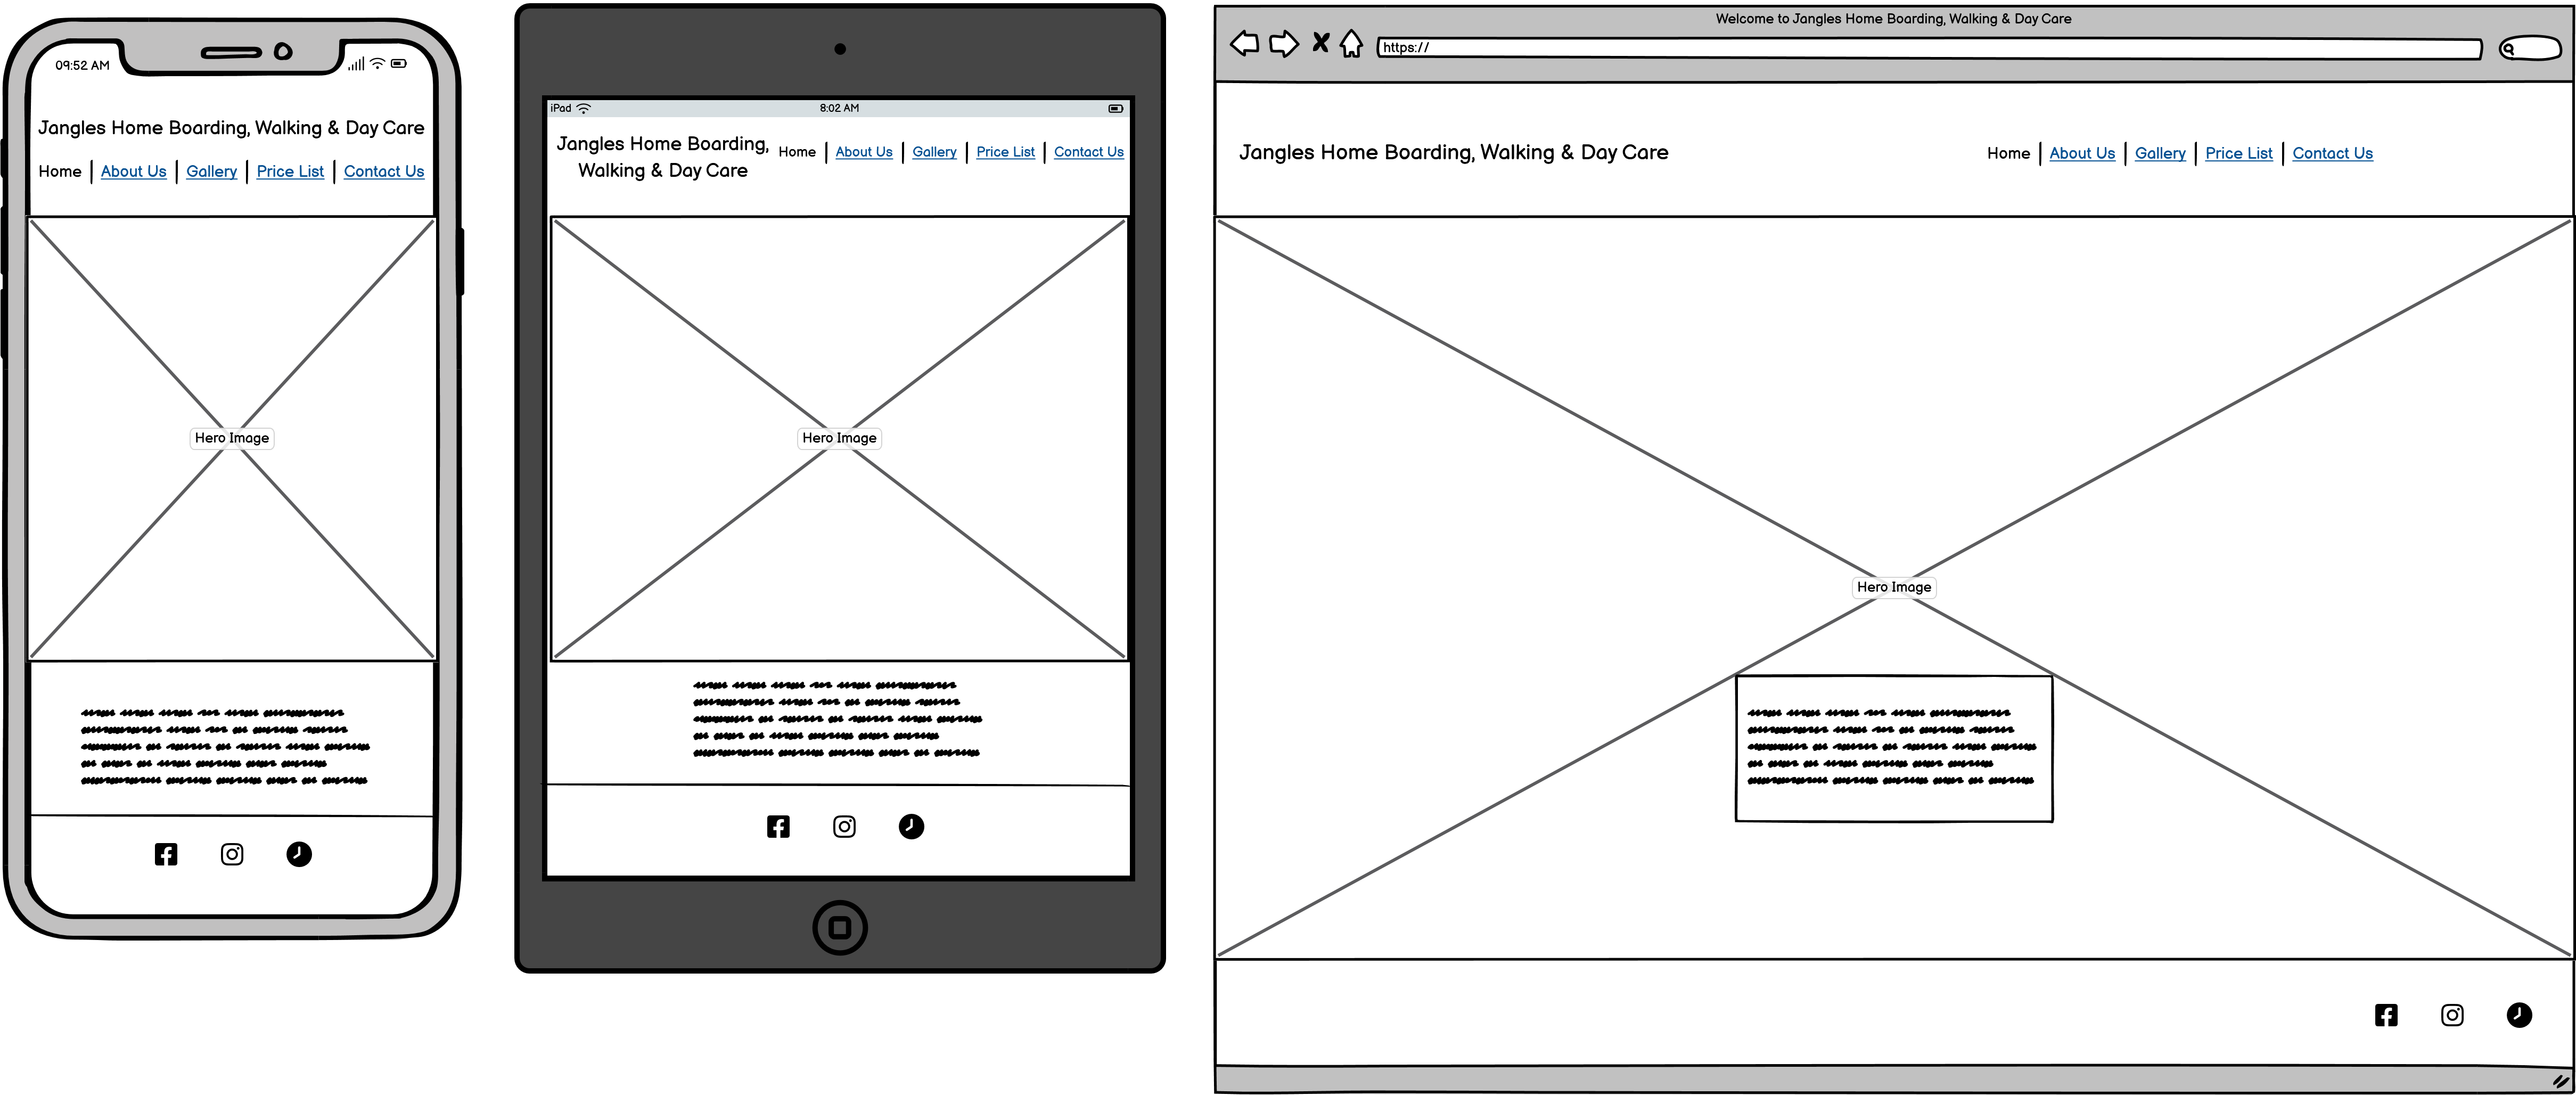 09:52 AM
Jangles Home Boarding, Walking & Day Care
Home | About Us | Gallery | Price List | Contact Us
Hero Image
iPad
8:02 AM
Jangles Home Boarding,
Walking & Day Care
Home | About Us | Gallery | Price List | Contact Us
Hero Image
Welcome to Jangles Home Boarding, Walking & Day Care
https://
Jangles Home Boarding, Walking & Day Care
Home | About Us | Gallery | Price List | Contact Us
Hero Image